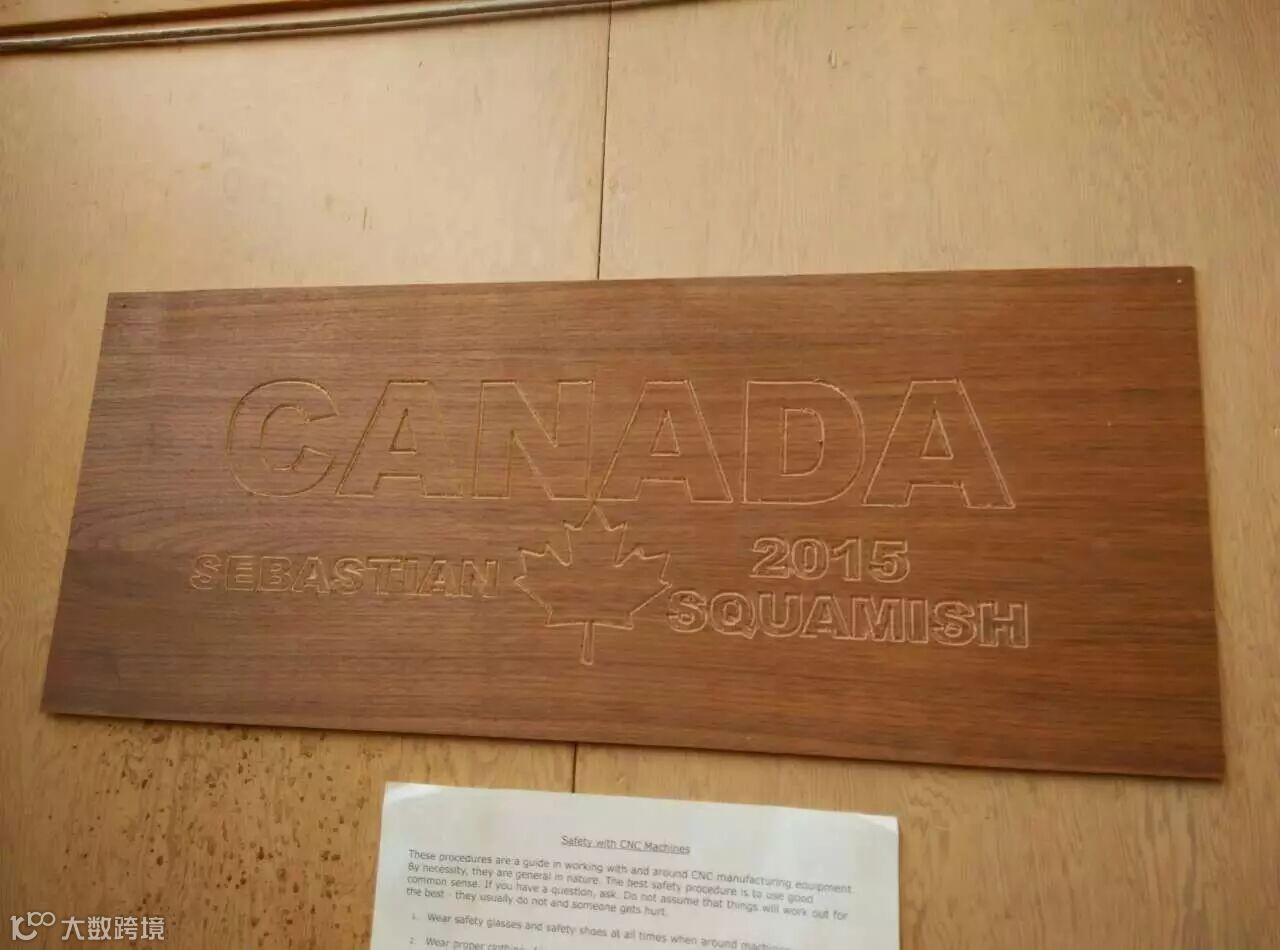 CANADA
SEBASTIAN
2015
SQUAMISH
Safety with CNC Machines
These procedures are a guide in working with and around CNC manufacturing equipment.
By necessity, they are general in nature. The best safety procedure is to use good
common sense. If you have a question, ask. Do not assume that things will work out for
the best - they usually do not and someone gets hurt.
1. Wear safety glasses and safety shoes at all times when around
2. Wear proper
大数跨境